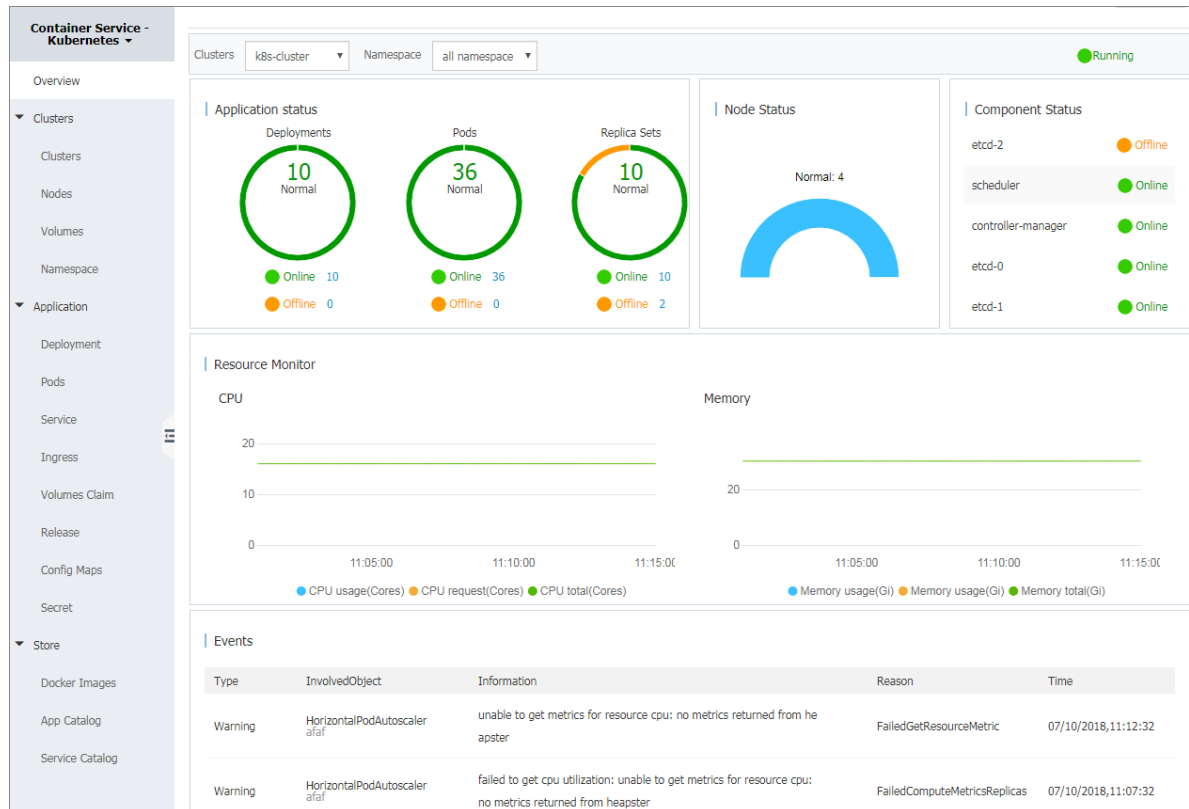 Container Service -
Kubernetes
Overview
Clusters
Clusters
Nodes
Volumes
Namespace
Application
Deployment
Pods
Service
Ingress
Volumes Claim
Release
Config Maps
Secret
Store
Docker Images
App Catalog
Service Catalog
Clusters k8s-cluster Namespace all namespace Running
Application status
Deployments Pods Replica Sets
10 36 10
Normal Normal Normal
Online 10 Online 36 Online 10
Offline 0 Offline 0 Offline 2
Node Status
Normal: 4
Component Status
etcd-2 Offline
scheduler Online
controller-manager Online
etcd-0 Online
etcd-1 Online
Resource Monitor
CPU
20
10
0
11:05:00 11:10:00 11:15:00
CPU usage(Cores) CPU request(Cores) CPU total(Cores)
Memory
20
0
11:05:00 11:10:00 11:15:00
Memory usage(Gi) Memory usage(Gi) Memory total(Gi)
Events
Type InvolvedObject Information Reason Time
Warning HorizontalPodAutoscaler
afaf
unable to get metrics for resource cpu: no metrics returned from he
apster
FailedGetResourceMetric 07/10/2018,11:12:32
Warning HorizontalPodAutoscaler
afaf
failed to get cpu utilization: unable to get metrics for resource cpu:
no metrics returned from heapster
FailedComputeMetricsReplicas 07/10/2018,11:07:32